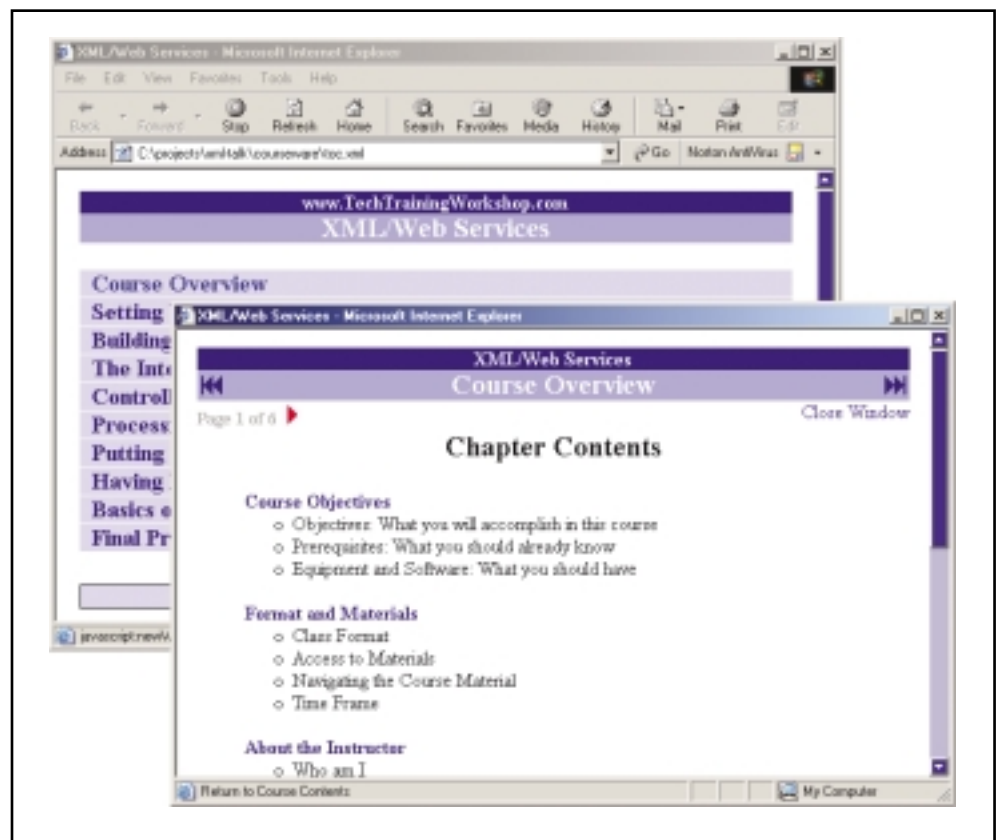 XML/Web Services - Microsoft Internet Explorer
File Edit View Favorites Tools Help
Back Forward Stop Refresh Home Search Favorites Media History Mail Print Edit
Address C:\projects\xml-talk\courseware\toc.xml Go Norton AntiVirus
www.TechTrainingWorkshop.com
XML/Web Services
Course Overview
Setting
Building
The
Control
Process
Putting
Having
Basics
Final
XML/Web Services - Microsoft Internet Explorer
XML/Web Services
Course Overview
Page 1 of 6
Close Window
Chapter Contents
Course Objectives
Objectives: What you will accomplish in this course
Prerequisites: What you should already know
Equipment and Software: What you should have
Format and Materials
Class Format
Access to Materials
Navigating the Course Material
Time Frame
About the Instructor
Who am I
Return to Course Contents
My Computer